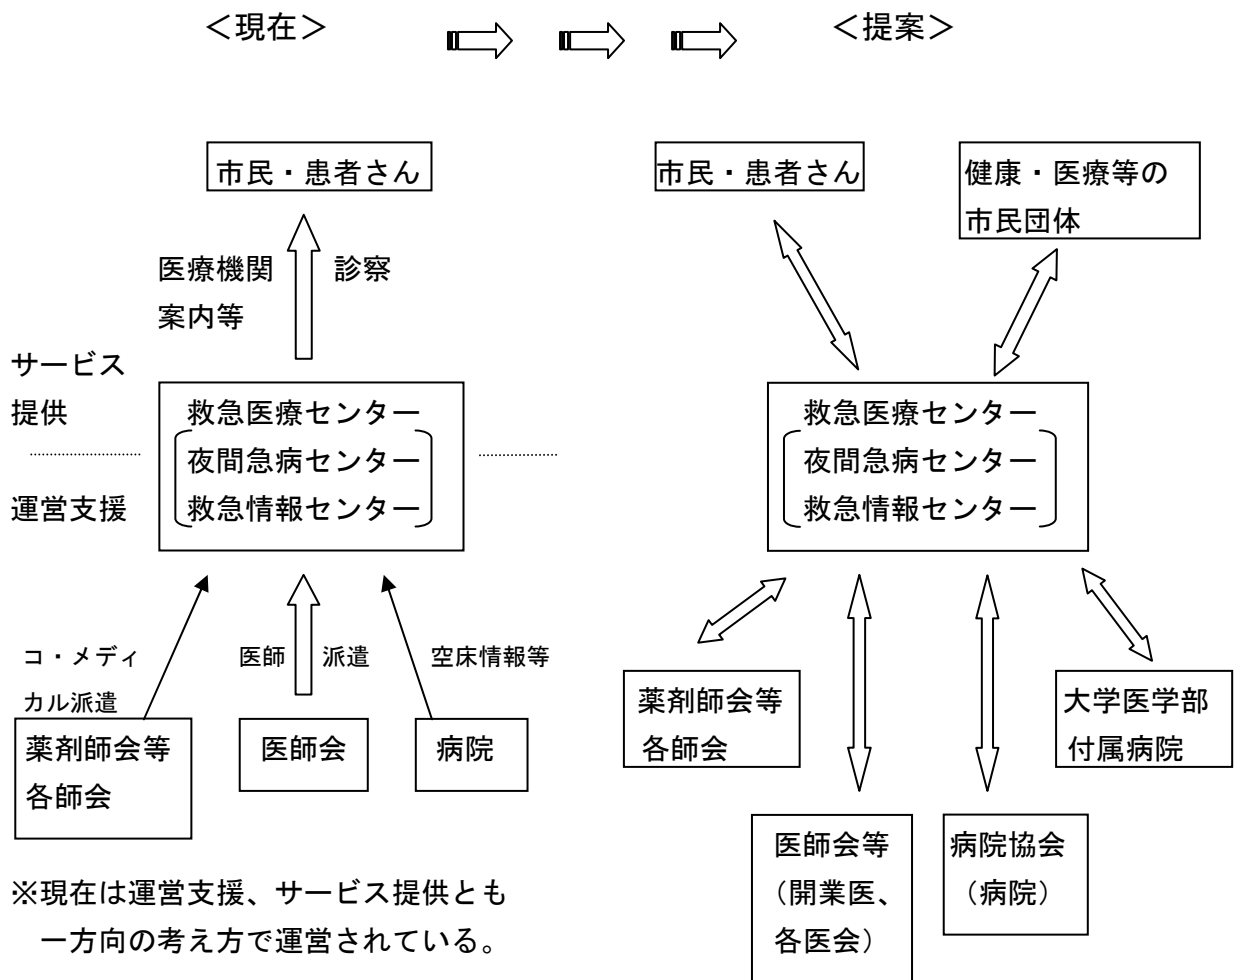 ＜現在＞
＜提案＞
市民・患者さん
医療機関
案内等
診察
サービス
提供
運営支援
救急医療センター
夜間急病センター
救急情報センター
コ・メディ
カル派遣
医師
派遣
空床情報等
薬剤師会等
各師会
医師会
病院
※現在は運営支援、サービス提供とも
一方向の考え方で運営されている。
市民・患者さん
健康・医療等の
市民団体
救急医療センター
夜間急病センター
救急情報センター
薬剤師会等
各師会
大学医学部
付属病院
医師会等
（開業医、
各医会）
病院協会
（病院）